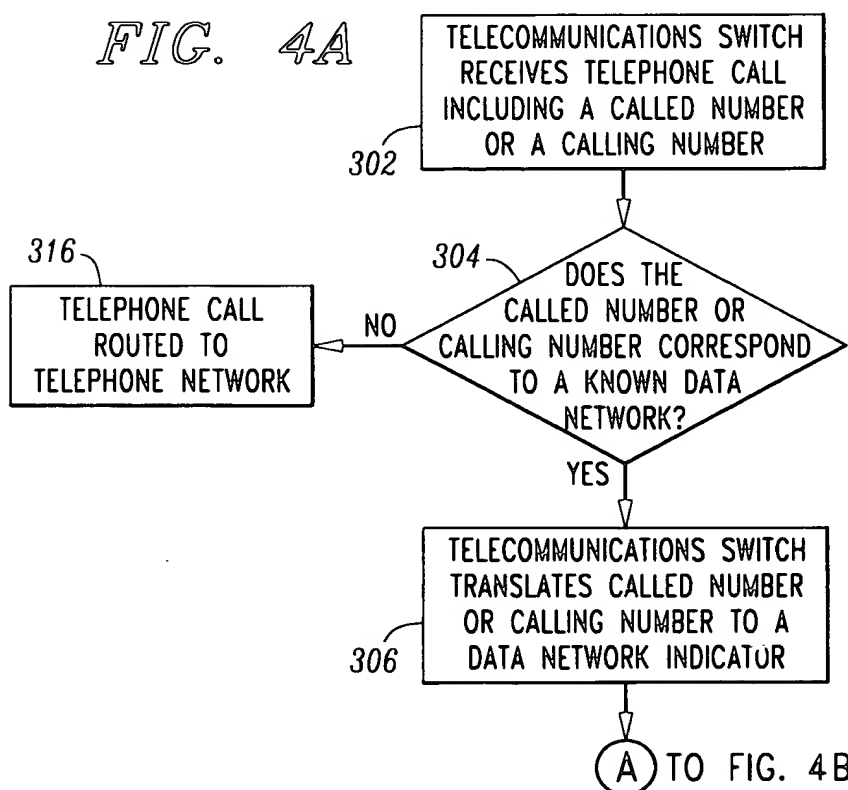 FIG. 4A
TELECOMMUNICATIONS SWITCH
RECEIVES TELEPHONE CALL
INCLUDING A CALLED NUMBER
OR A CALLING NUMBER
302
316
304
DOES THE
CALLED NUMBER OR
CALLING NUMBER CORRESPOND
TO A KNOWN DATA
NETWORK?
NO
TELEPHONE CALL
ROUTED TO
TELEPHONE NETWORK
YES
TELECOMMUNICATIONS SWITCH
TRANSLATES CALLED NUMBER
OR CALLING NUMBER TO A
DATA NETWORK INDICATOR
306
A TO FIG. 4B